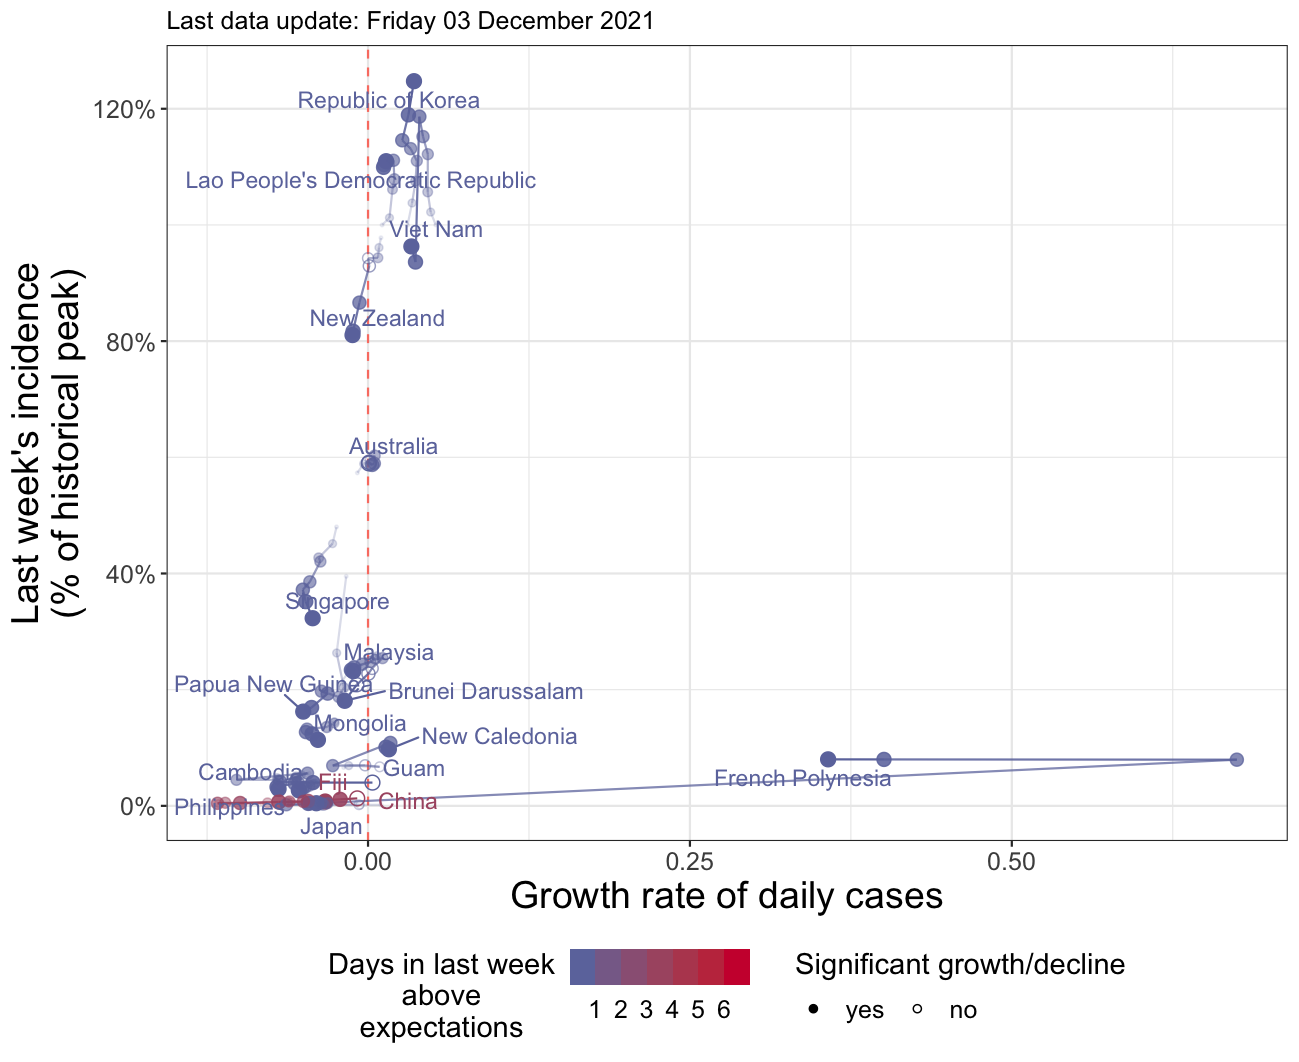 Last data update: Friday 03 December 2021
Last week's incidence
(% of historical peak)
120%
80%
40%
0%
Republic of Korea
Lao People's Democratic Republic
Viet Nam
New Zealand
Australia
Singapore
Malaysia
Papua New Guinea
Brunei Darussalam
Mongolia
New Caledonia
Cambodia
Fiji
Guam
French Polynesia
Philippines
China
Japan
0.00 0.25 0.50
Growth rate of daily cases
Days in last week
above
expectations
1 2 3 4 5 6
Significant growth/decline
yes no